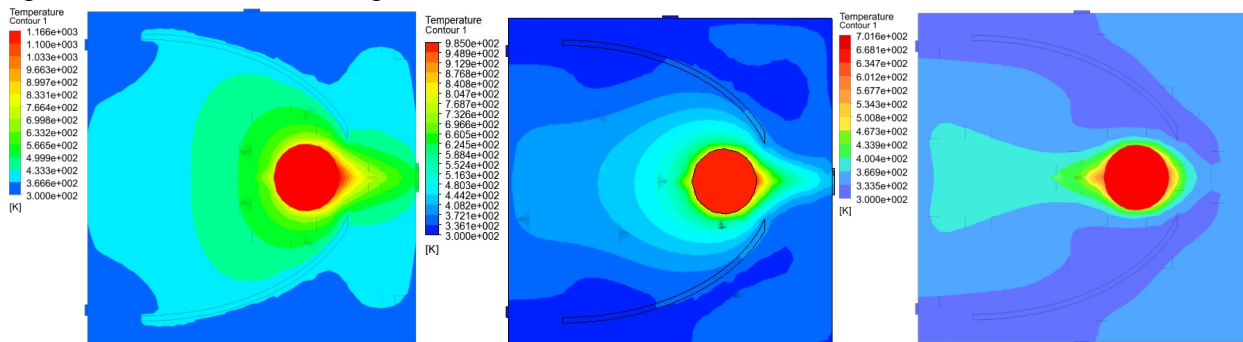 Temperature
Contour 1
1.166e+003
1.100e+003
1.033e+003
9.663e+002
8.997e+002
8.331e+002
7.664e+002
6.998e+002
6.332e+002
5.665e+002
4.999e+002
4.333e+002
3.666e+002
3.000e+002
[K]
Temperature
Contour 1
9.850e+002
9.489e+002
9.129e+002
8.768e+002
8.408e+002
8.047e+002
7.687e+002
7.326e+002
6.966e+002
6.605e+002
6.245e+002
5.884e+002
5.524e+002
5.163e+002
4.803e+002
4.442e+002
4.082e+002
3.721e+002
3.361e+002
3.000e+002
[K]
Temperature
Contour 1
7.016e+002
6.681e+002
6.347e+002
6.012e+002
5.677e+002
5.343e+002
5.008e+002
4.673e+002
4.339e+002
4.004e+002
3.669e+002
3.335e+002
3.000e+002
[K]